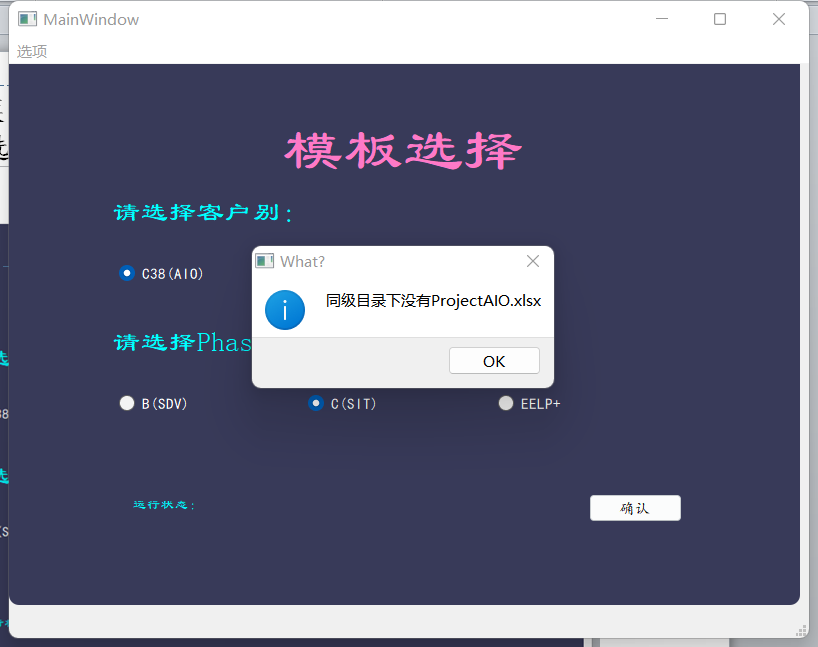 MainWindow
选项
模板选择
请选择客户别：
What?
C38(AIO)
同级目录下没有ProjectAIO.xlsx
请选择Phas
OK
B(SDV)
C(SIT)
EELP+
运行状态：
确认